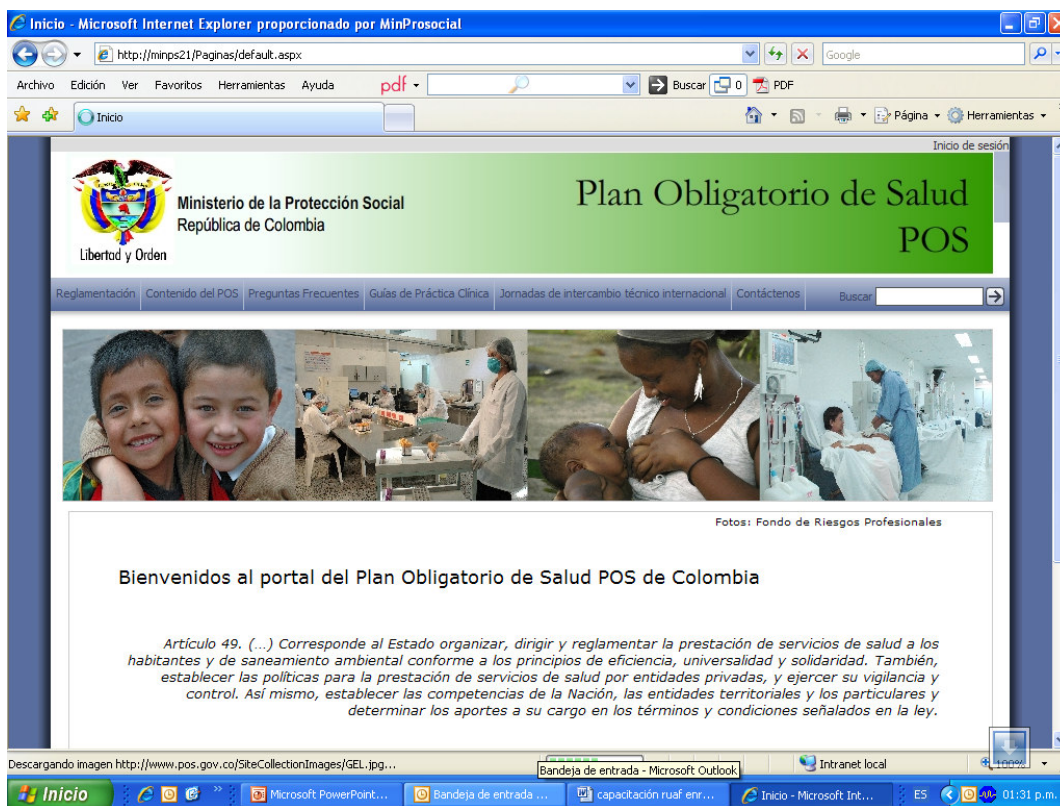 Inicio - Microsoft Internet Explorer proporcionado por MinProsocial
http://minps21/Paginas/default.aspx
Google
Archivo Edición Ver Favoritos Herramientas Ayuda pdf Buscar 0 PDF
Inicio Página Herramientas
Inicio de sesión
Ministerio de la Protección Social
República de Colombia
Libertad y Orden
Plan Obligatorio de Salud
POS
Reglamentación Contenido del POS Preguntas Frecuentes Guías de Práctica Clínica Jornadas de intercambio técnico internacional Contáctenos Buscar
Fotos: Fondo de Riesgos Profesionales
Bienvenidos al portal del Plan Obligatorio de Salud POS de Colombia
Artículo 49. (...) Corresponde al Estado organizar, dirigir y reglamentar la prestación de servicios de salud a los
habitantes y de saneamiento ambiental conforme a los principios de eficiencia, universalidad y solidaridad. También,
establecer las políticas para la prestación de servicios de salud por entidades privadas, y ejercer su vigilancia y
control. Así mismo, establecer las competencias de la Nación, las entidades territoriales y los particulares y
determinar los aportes a su cargo en los términos y condiciones señalados en la ley.
Descargando imagen http://www.pos.gov.co/SiteCollectionImages/GEL.jpg...
Intranet local
100%
Bandeja de entrada - Microsoft Outlook
Inicio
Microsoft PowerPoint...
Bandeja de entrada ...
capacitación ruaf enr...
Inicio - Microsoft Int...
ES
01:31 p.m.